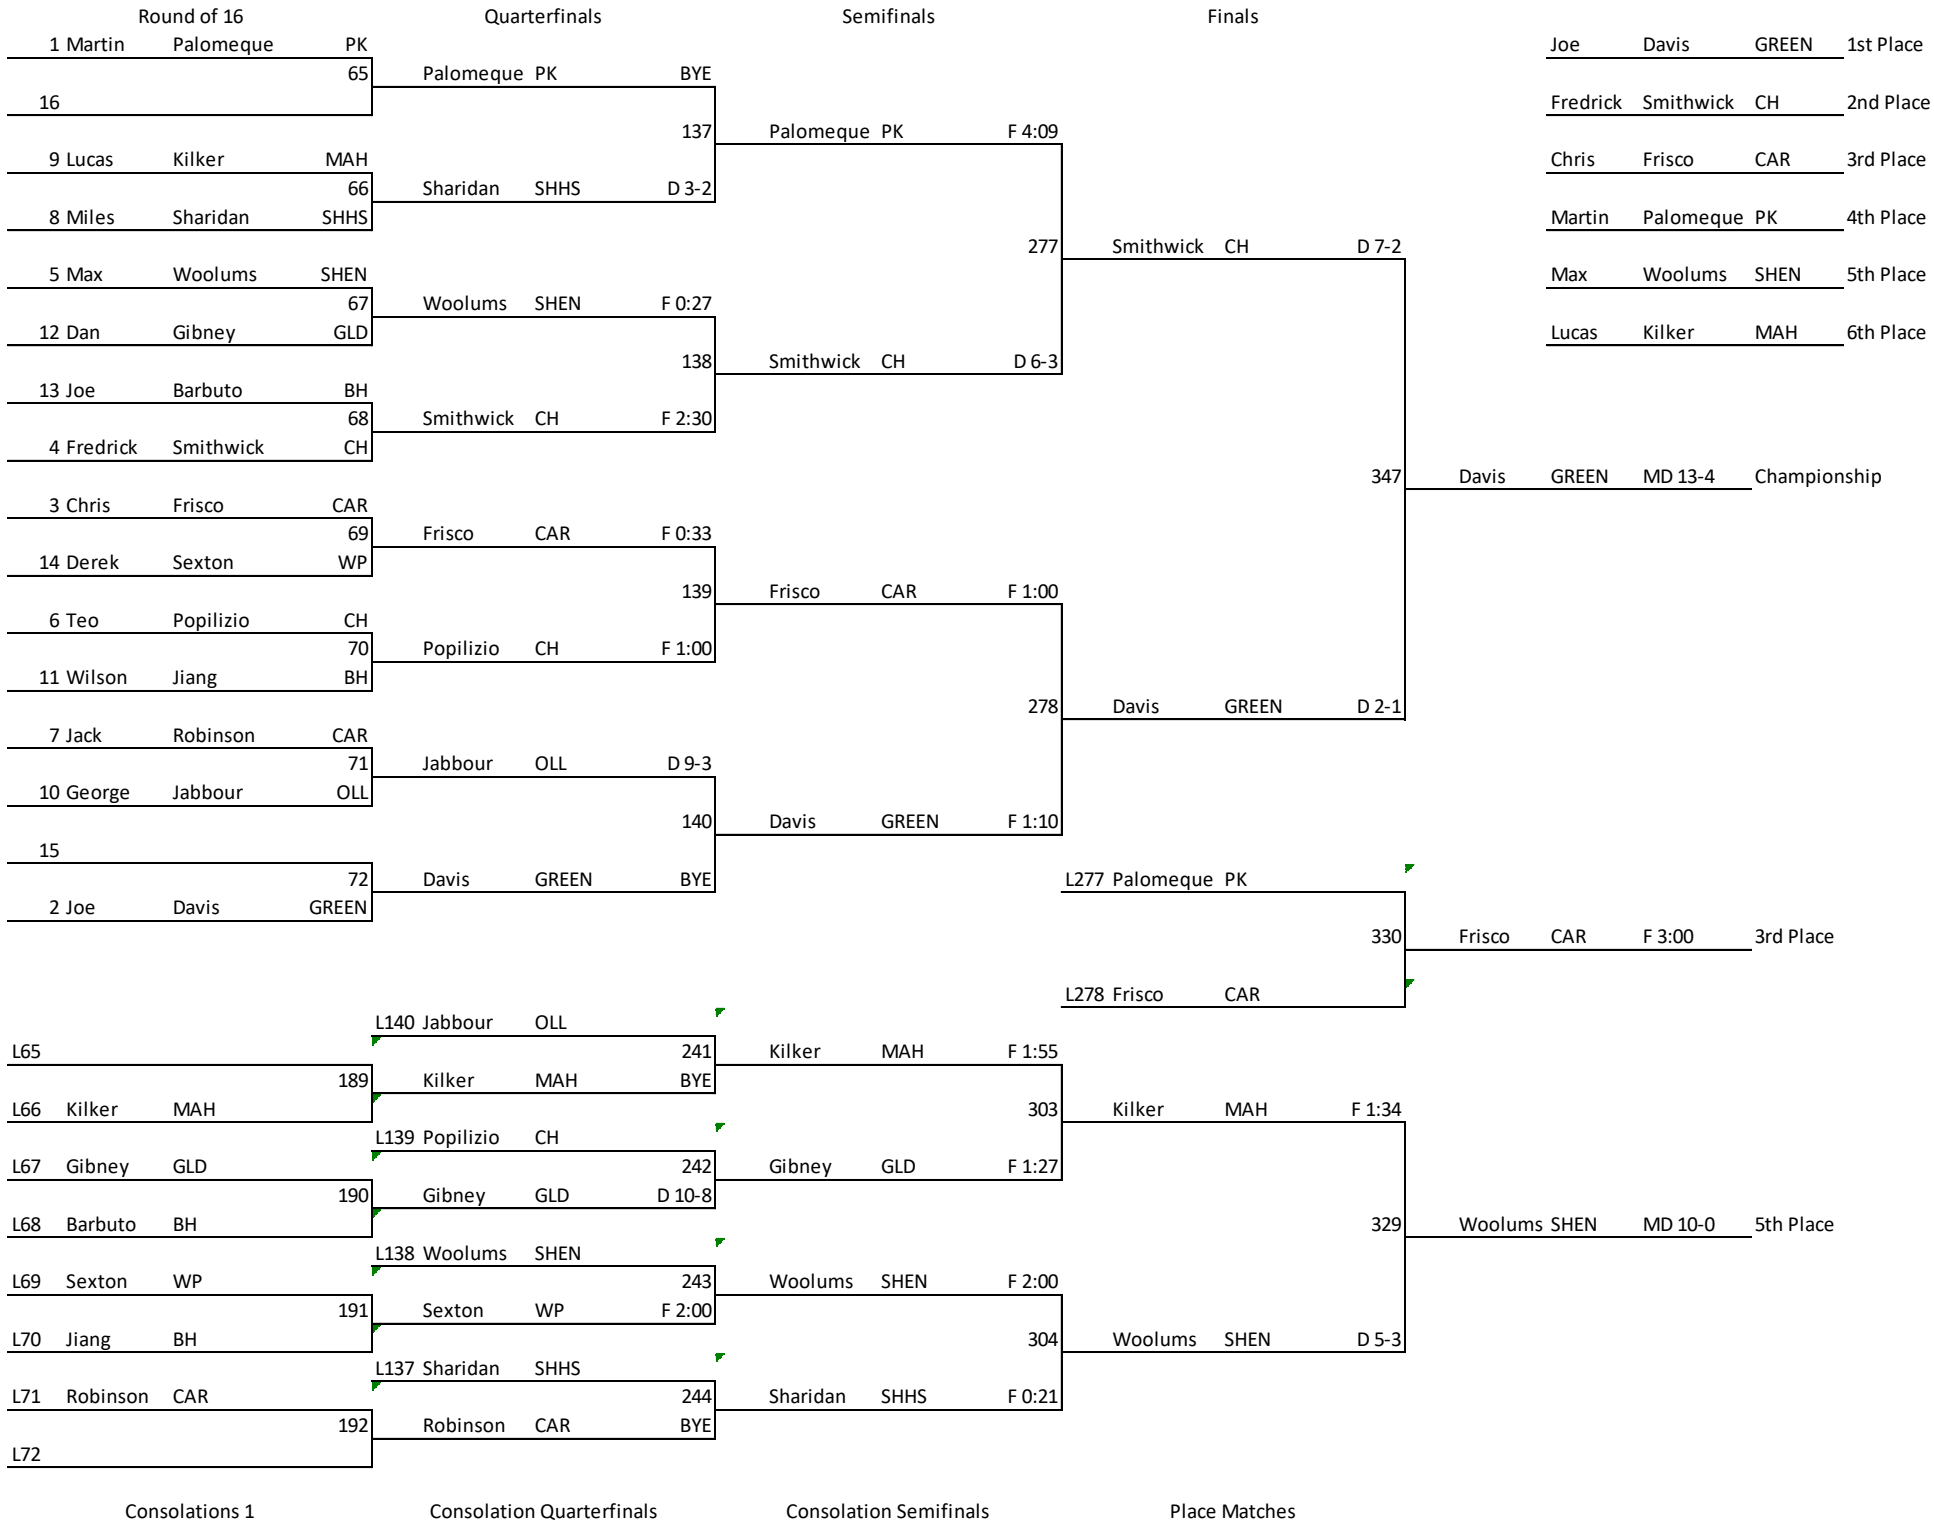 Round of 16 Quarterfinals Semifinals Finals
1 Martin Palomeque PK Joe Davis GREEN 1st Place
65 Palomeque PK BYE
16 Fredrick Smithwick CH 2nd Place
137 Palomeque PK F 4:09
9 Lucas Kilker MAH Chris Frisco CAR 3rd Place
66 Sharidan SHHS D 3-2
8 Miles Sharidan SHHS Martin Palomeque PK 4th Place
277 Smithwick CH D 7-2
5 Max Woolums SHEN Max Woolums SHEN 5th Place
67 Woolums SHEN F 0:27
12 Dan Gibney GLD Lucas Kilker MAH 6th Place
138 Smithwick CH D 6-3
13 Joe Barbuto BH
68 Smithwick CH F 2:30
4 Fredrick Smithwick CH
347 Davis GREEN MD 13-4 Championship
3 Chris Frisco CAR
69 Frisco CAR F 0:33
14 Derek Sexton WP
139 Frisco CAR F 1:00
6 Teo Popilizio CH
70 Popilizio CH F 1:00
11 Wilson Jiang BH
278 Davis GREEN D 2-1
7 Jack Robinson CAR
71 Jabbour OLL D 9-3
10 George Jabbour OLL
140 Davis GREEN F 1:10
15
72 Davis GREEN BYE L277 Palomeque PK
2 Joe Davis GREEN
330 Frisco CAR F 3:00 3rd Place
L278 Frisco CAR
L140 Jabbour OLL
L65 241 Kilker MAH F 1:55
189 Kilker MAH BYE
L66 Kilker MAH 303 Kilker MAH F 1:34
L139 Popilizio CH
L67 Gibney GLD 242 Gibney GLD F 1:27
190 Gibney GLD D 10-8
L68 Barbuto BH 329 Woolums SHEN MD 10-0 5th Place
L138 Woolums SHEN
L69 Sexton WP 243 Woolums SHEN F 2:00
191 Sexton WP F 2:00
L70 Jiang BH 304 Woolums SHEN D 5-3
L137 Sharidan SHHS
L71 Robinson CAR 244 Sharidan SHHS F 0:21
192 Robinson CAR BYE
L72
Consolations 1 Consolation Quarterfinals Consolation Semifinals Place Matches